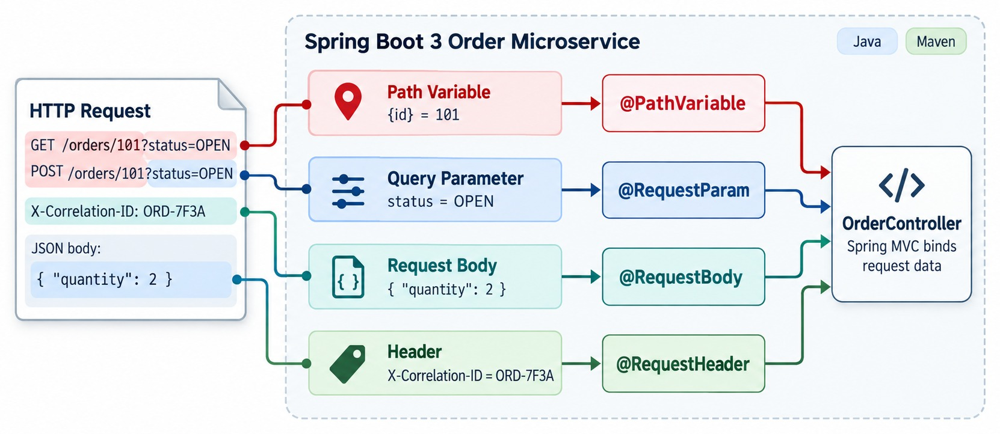 Spring Boot 3 Order Microservice
Java
Maven
HTTP Request
GET /orders/101?status=OPEN
POST /orders/101?status=OPEN
X-Correlation-ID: ORD-7F3A
JSON body:
{ "quantity": 2 }
Path Variable
{id} = 101
@PathVariable
Query Parameter
status = OPEN
@RequestParam
Request Body
{ "quantity": 2 }
@RequestBody
Header
X-Correlation-ID = ORD-7F3A
@RequestHeader
</>
OrderController
Spring MVC binds
request data